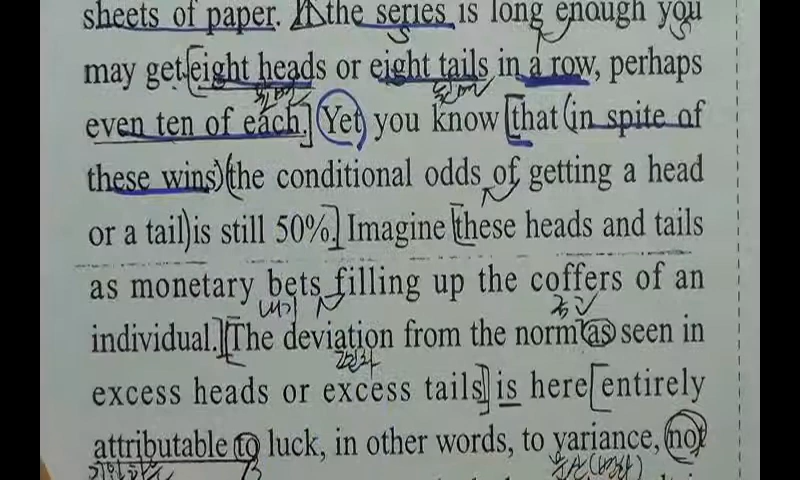 sheets of paper. If the series is long enough you
may get eight heads or eight tails in a row, perhaps
even ten of each. Yet you know that in spite of
these wins the conditional odds of getting a head
or a tail is still 50%. Imagine these heads and tails
as monetary bets filling up the coffers of an
내기
individual. The deviation from the norm as seen in
편차
excess heads or excess tails is here entirely
attributable to luck, in other words, to variance, not